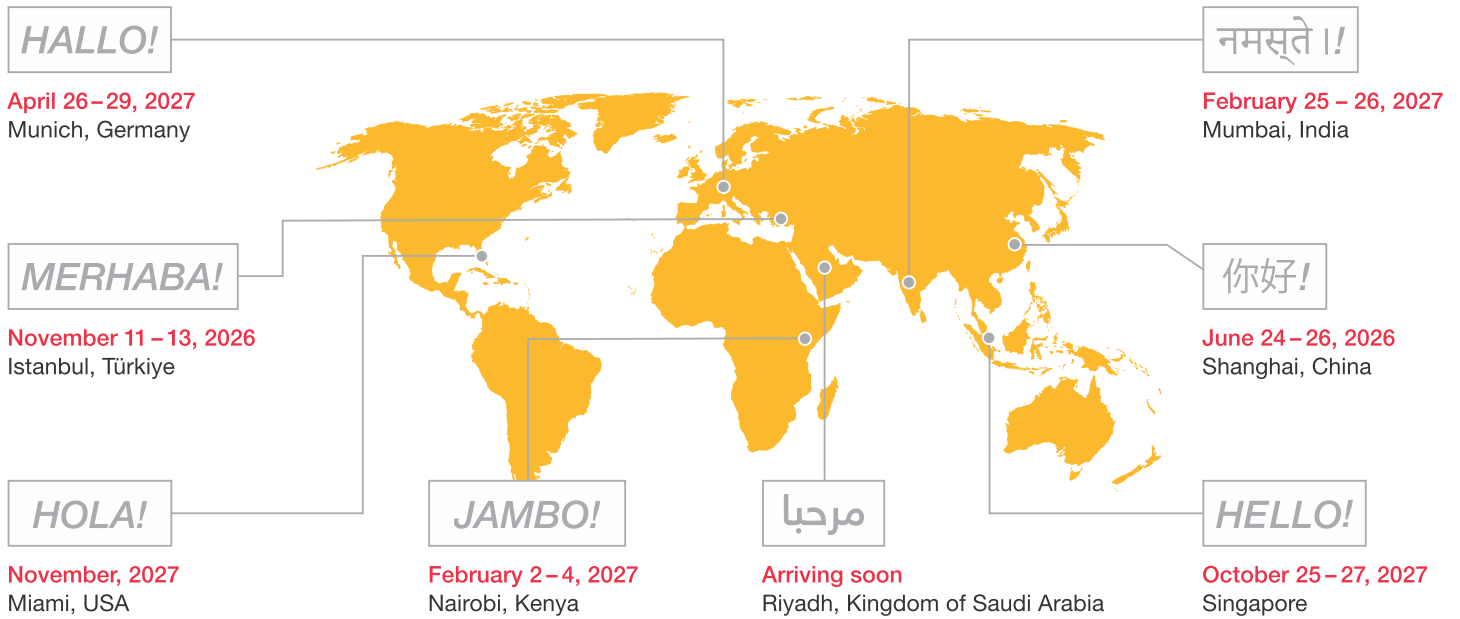 HALLO!
April 26 – 29, 2027
Munich, Germany
नमस्ते।!
February 25 – 26, 2027
Mumbai, India
MERHABA!
November 11 – 13, 2026
Istanbul, Türkiye
你好!
June 24 – 26, 2026
Shanghai, China
HOLA!
November, 2027
Miami, USA
JAMBO!
February 2 – 4, 2027
Nairobi, Kenya
مرحبا
Arriving soon
Riyadh, Kingdom of Saudi Arabia
HELLO!
October 25 – 27, 2027
Singapore